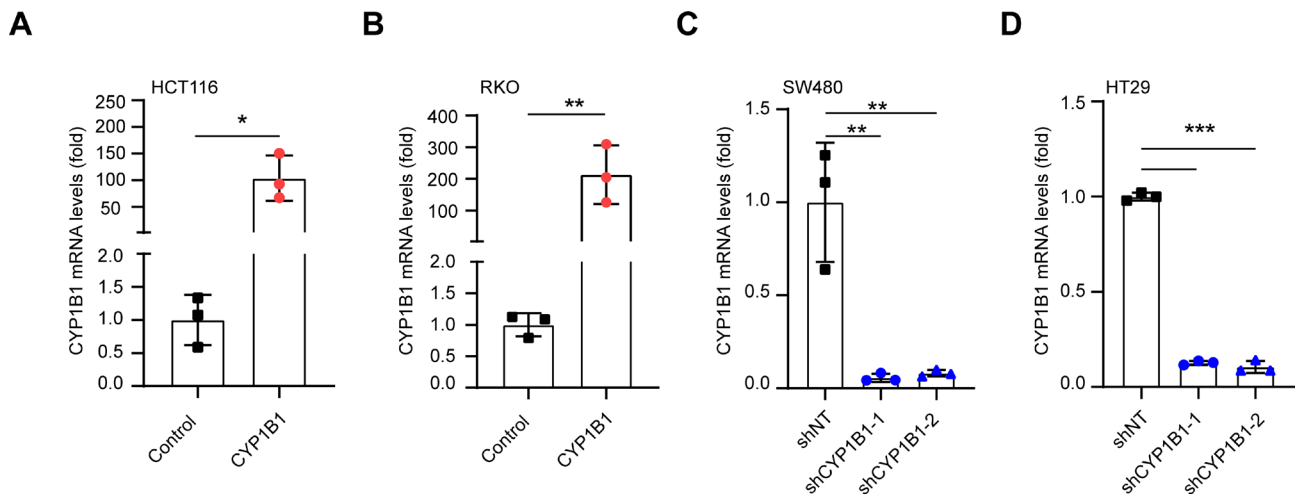 A
B
C
D
HCT116
RKO
SW480
HT29
CYP1B1 mRNA levels (fold)
250
200
150
100
50
2.0
1.5
1.0
0.5
0.0
*
Control
CYP1B1
CYP1B1 mRNA levels (fold)
400
300
200
100
2.0
1.5
1.0
0.5
0.0
**
Control
CYP1B1
CYP1B1 mRNA levels (fold)
1.5
1.0
0.5
0.0
**
**
shNT
shCYP1B1-1
shCYP1B1-2
CYP1B1 mRNA levels (fold)
1.5
1.0
0.5
0.0
***
shNT
shCYP1B1-1
shCYP1B1-2